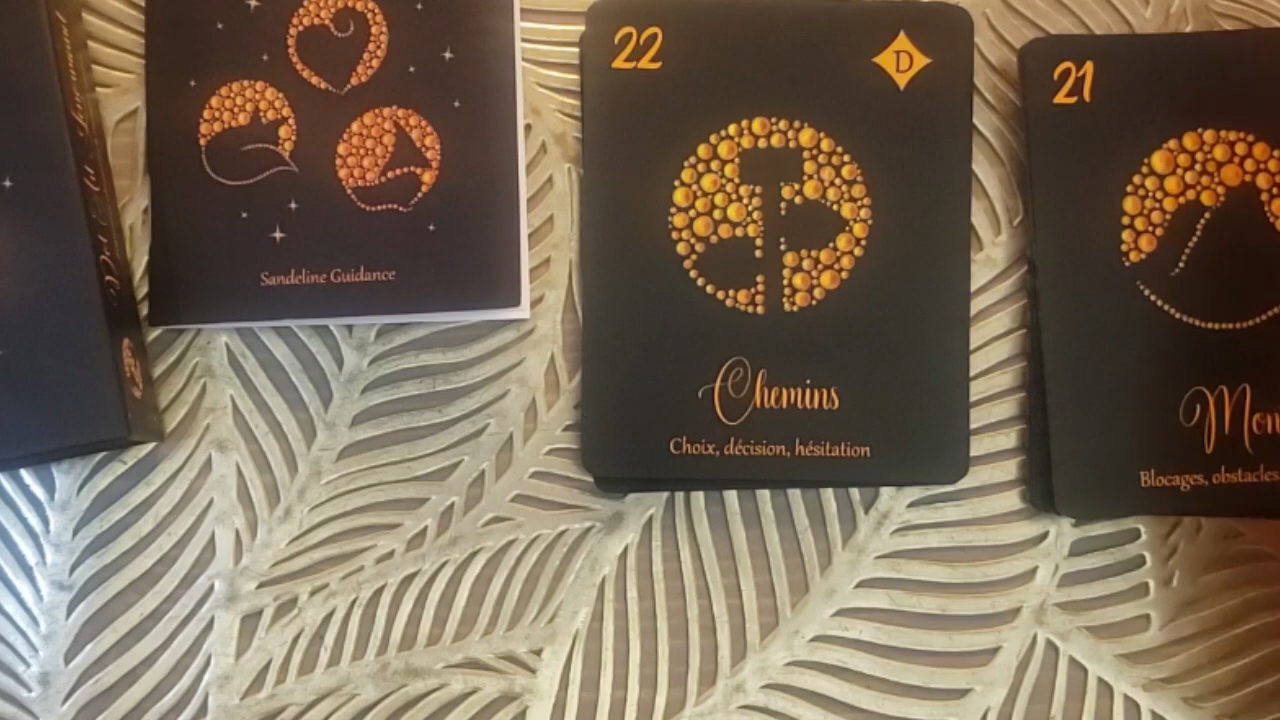 Sandeline Guidance
22
D
Chemins
Choix, décision, hésitation
21
Blocages, obstacles